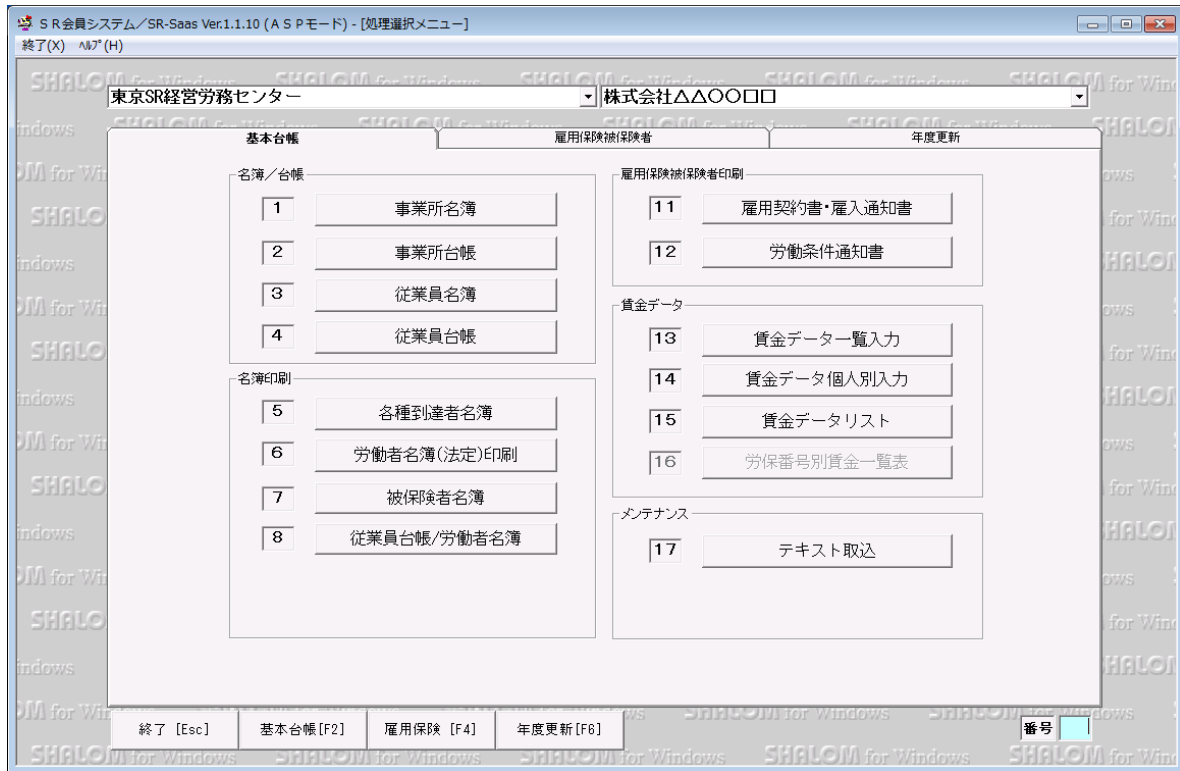 ＳＲ会員システム／SR-Saas Ver.1.1.10 (ＡＳＰモード) - [処理選択メニュー]
終了(X) ﾍﾙﾌﾟ(H)
SHALOM for Windows
東京SR経営労務センター
株式会社△△○○□□
基本台帳
雇用保険被保険者
年度更新
名簿／台帳
1 事業所名簿
2 事業所台帳
3 従業員名簿
4 従業員台帳
名簿印刷
5 各種到達者名簿
6 労働者名簿(法定)印刷
7 被保険者名簿
8 従業員台帳/労働者名簿
雇用保険被保険者印刷
11 雇用契約書・雇入通知書
12 労働条件通知書
賃金データ
13 賃金データ一覧入力
14 賃金データ個人別入力
15 賃金データリスト
16 労保番号別賃金一覧表
メンテナンス
17 テキスト取込
終了 [Esc]
基本台帳[F2]
雇用保険 [F4]
年度更新[F6]
番号